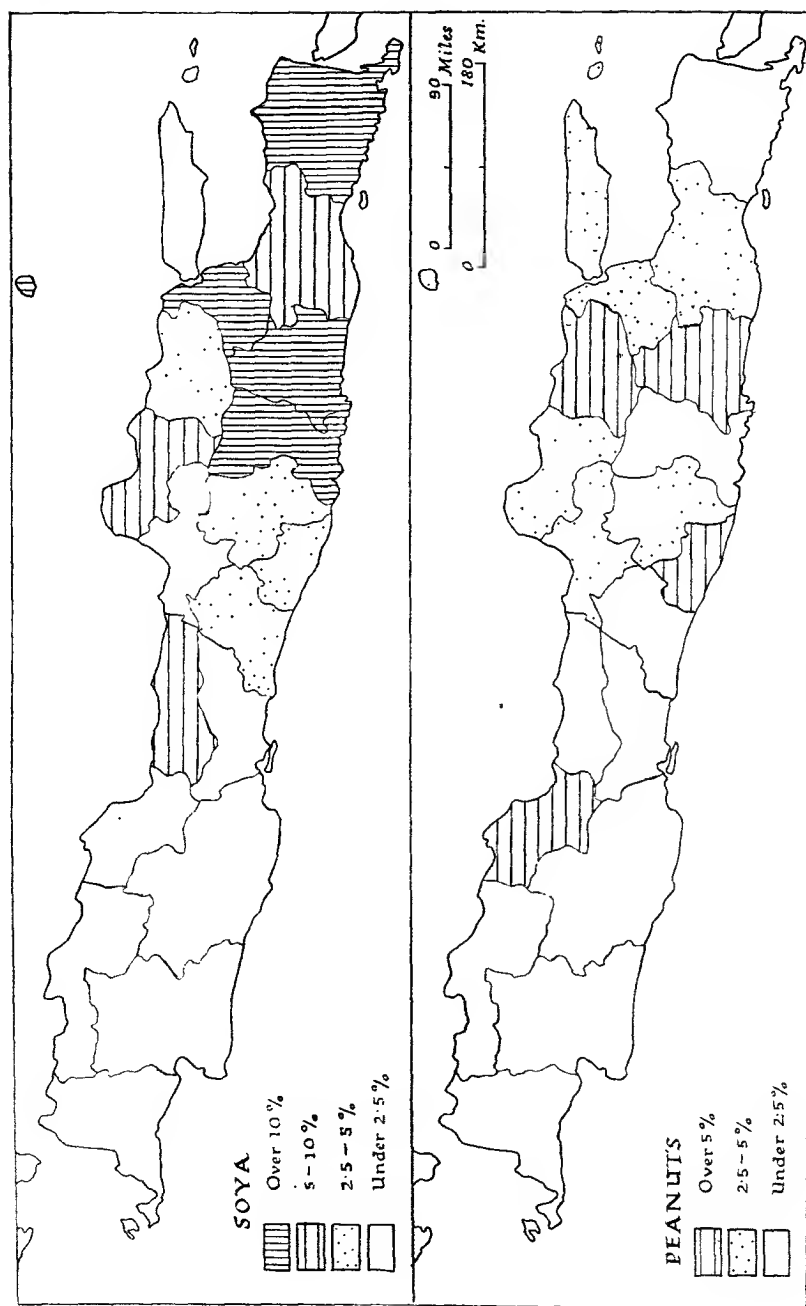 SOYA
Over 10%
5-10%
2.5-5%
Under 2.5%
0 90 Miles
0 180 Km.
PEANUTS
Over 5%
2.5-5%
Under 2.5%